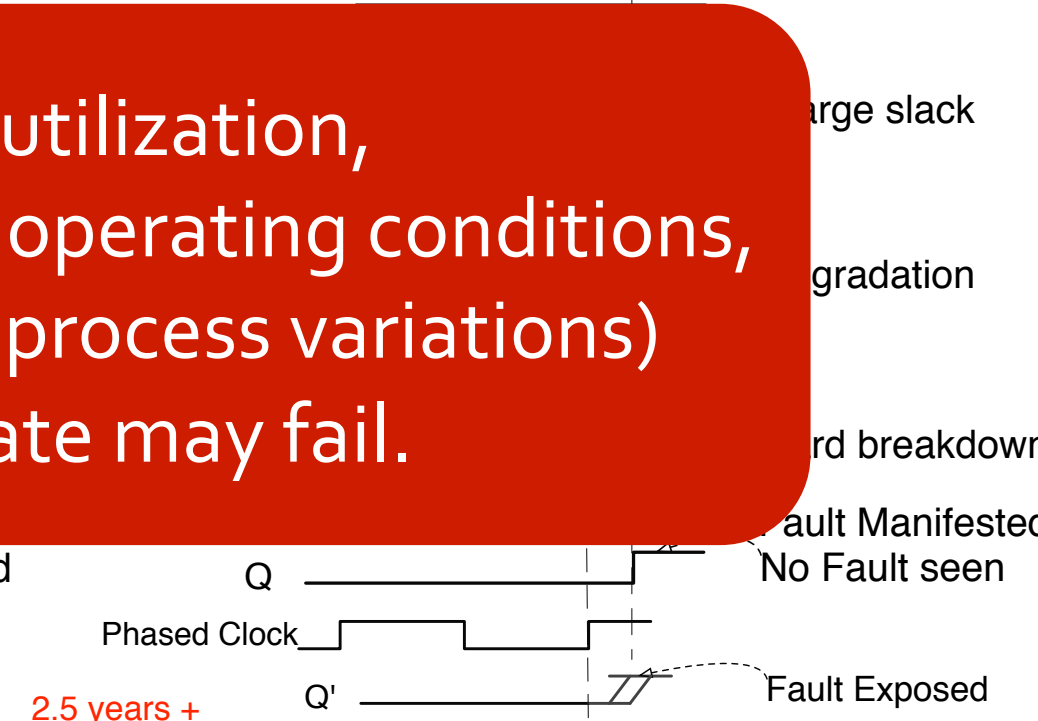 utilization,
operating conditions,
process variations)
ate may fail.
arge slack
gradation
rd breakdown
ault Manifested
Q
No Fault seen
Phased Clock
Q'
Fault Exposed
2.5 years +